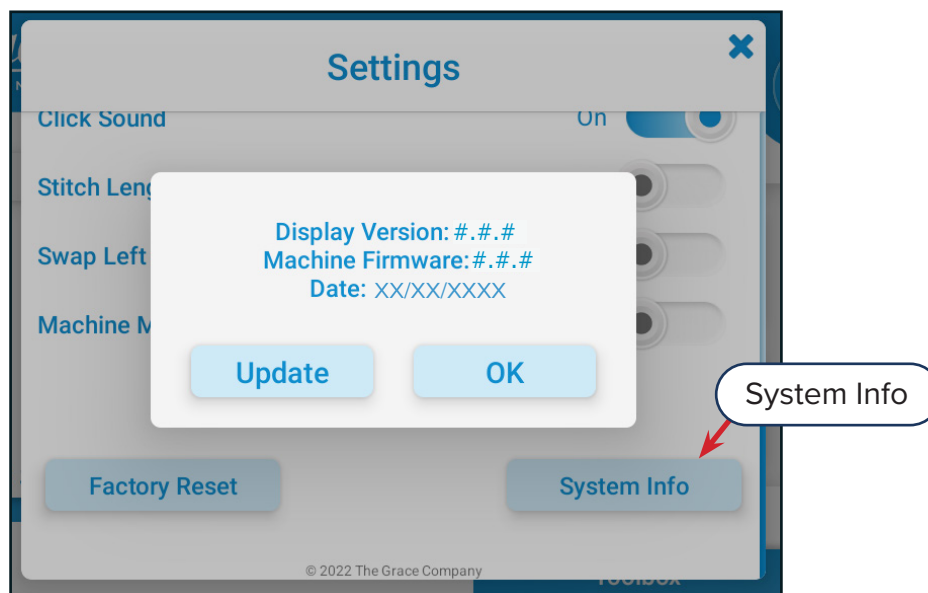 Settings
Click Sound On
Stitch Leng
Display Version: #.#.#
Swap Left
Machine Firmware:#.#.#
Date: XX/XX/XXXX
Machine M
Update OK
System Info
Factory Reset System Info
© 2022 The Grace Company
Toolbox